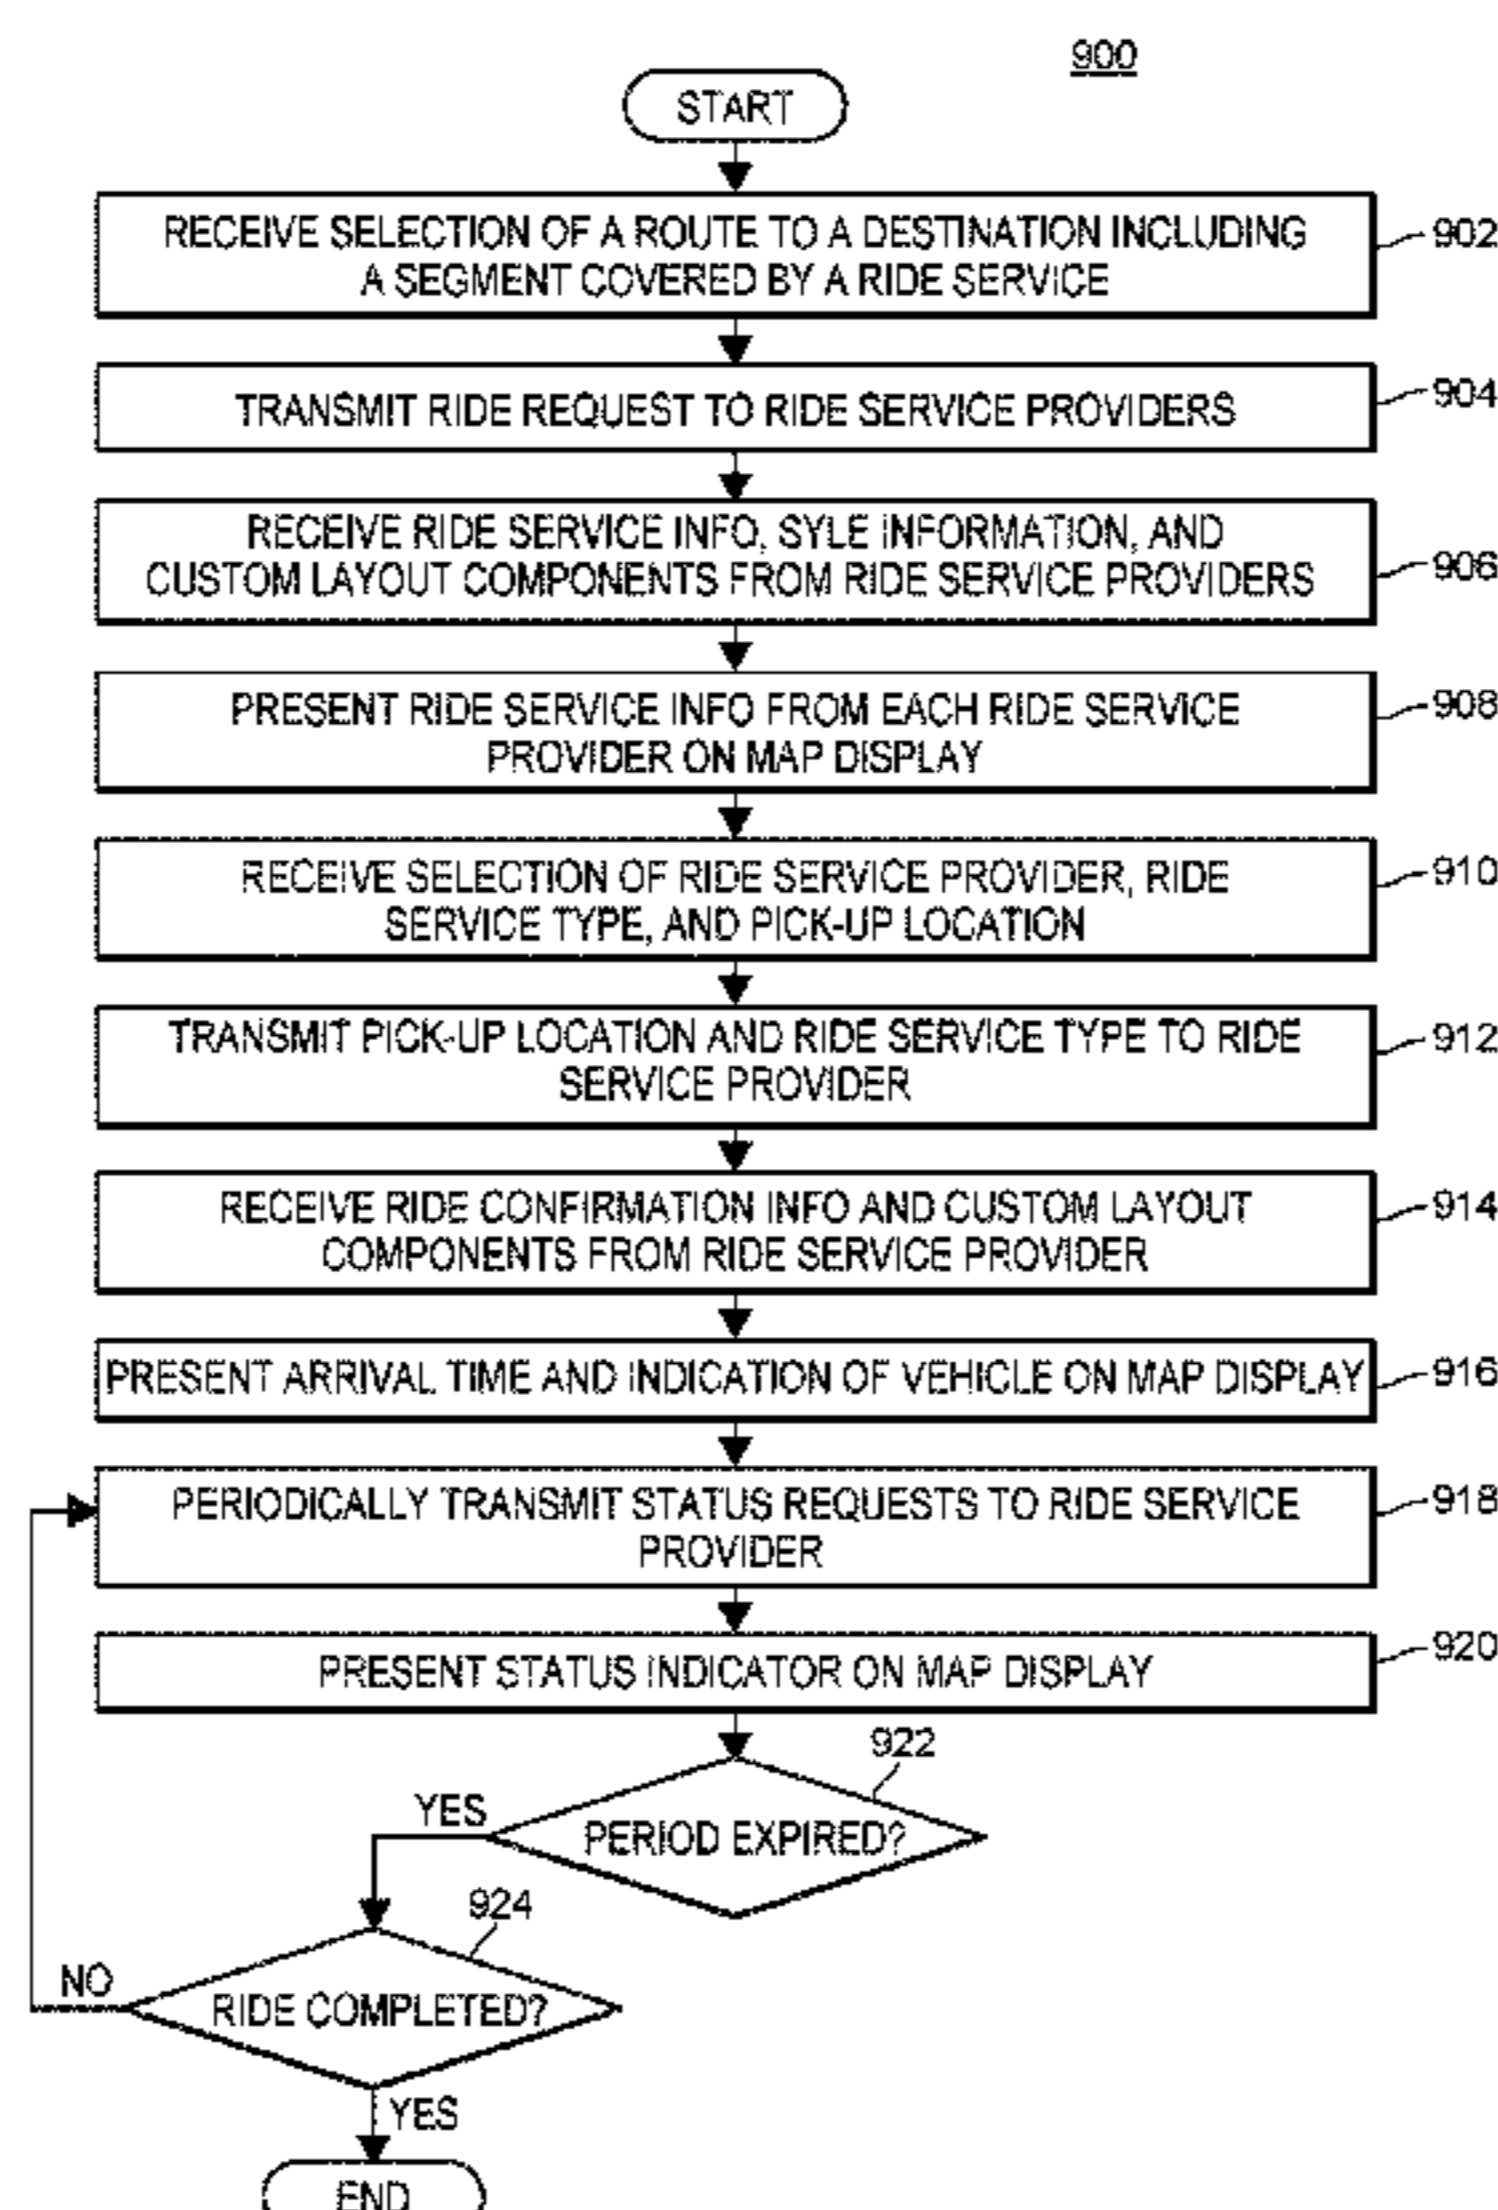 900
START
RECEIVE SELECTION OF A ROUTE TO A DESTINATION INCLUDING
A SEGMENT COVERED BY A RIDE SERVICE
902
TRANSMIT RIDE REQUEST TO RIDE SERVICE PROVIDERS
904
RECEIVE RIDE SERVICE INFO, SYLE INFORMATION, AND
CUSTOM LAYOUT COMPONENTS FROM RIDE SERVICE PROVIDERS
906
PRESENT RIDE SERVICE INFO FROM EACH RIDE SERVICE
PROVIDER ON MAP DISPLAY
908
RECEIVE SELECTION OF RIDE SERVICE PROVIDER, RIDE
SERVICE TYPE, AND PICK-UP LOCATION
910
TRANSMIT PICK-UP LOCATION AND RIDE SERVICE TYPE TO RIDE
SERVICE PROVIDER
912
RECEIVE RIDE CONFIRMATION INFO AND CUSTOM LAYOUT
COMPONENTS FROM RIDE SERVICE PROVIDER
914
PRESENT ARRIVAL TIME AND INDICATION OF VEHICLE ON MAP DISPLAY
916
PERIODICALLY TRANSMIT STATUS REQUESTS TO RIDE SERVICE
PROVIDER
918
PRESENT STATUS INDICATOR ON MAP DISPLAY
920
922
YES
PERIOD EXPIRED?
924
NO
RIDE COMPLETED?
YES
END